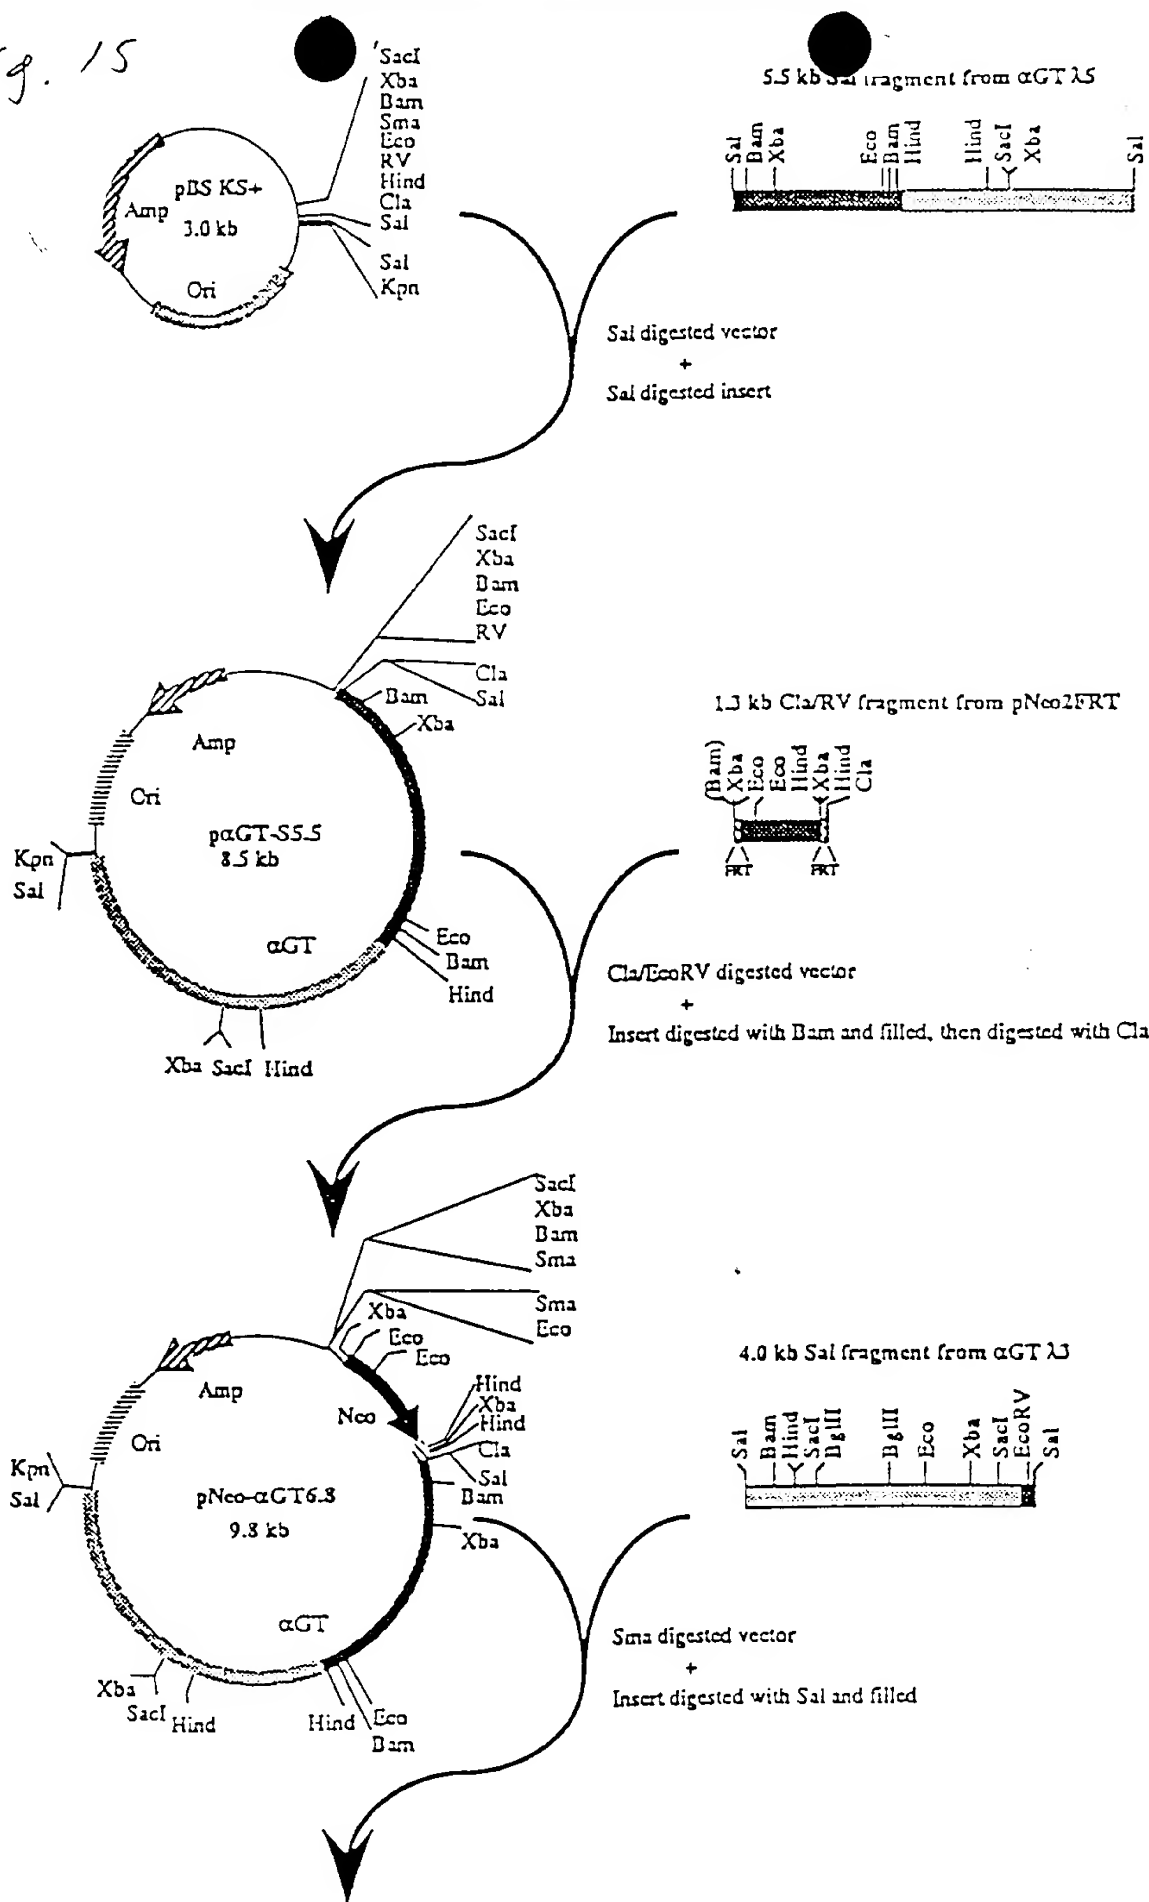 g. 15
SacI
Xba
Bam
Sma
Eco
RV
Hind
Cla
Sal
Sal
Kpn
pBS KS+
3.0 kb
Amp
Ori
5.5 kb Sal fragment from αGT λ5
Sal
Bam
Xba
Eco
Bam
Hind
Hind
SacI
Xba
Sal
Sal digested vector
+
Sal digested insert
SacI
Xba
Bam
Eco
RV
Cla
Sal
Bam
Xba
Amp
Ori
pαGT-S5.5
8.5 kb
Kpn
Sal
αGT
Eco
Bam
Hind
Xba SacI Hind
1.3 kb Cla/RV fragment from pNeo2FRT
(Bam)
Xba
Eco
Eco
Hind
Xba
Hind
Cla
FRT FRT
Cla/EcoRV digested vector
+
Insert digested with Bam and filled, then digested with Cla
SacI
Xba
Bam
Sma
Sma
Eco
Xba
Eco
Eco
Amp
Neo
Hind
Xba
Hind
Cla
Sal
Bam
Xba
Ori
Kpn
Sal
pNeo-αGT6.8
9.8 kb
αGT
Xba
SacI
Hind
Hind
Eco
Bam
4.0 kb Sal fragment from αGT λ3
Sal
Bam
Hind
SacI
BglII
BglII
Eco
Xba
SacI
EcoRV
Sal
Sma digested vector
+
Insert digested with Sal and filled